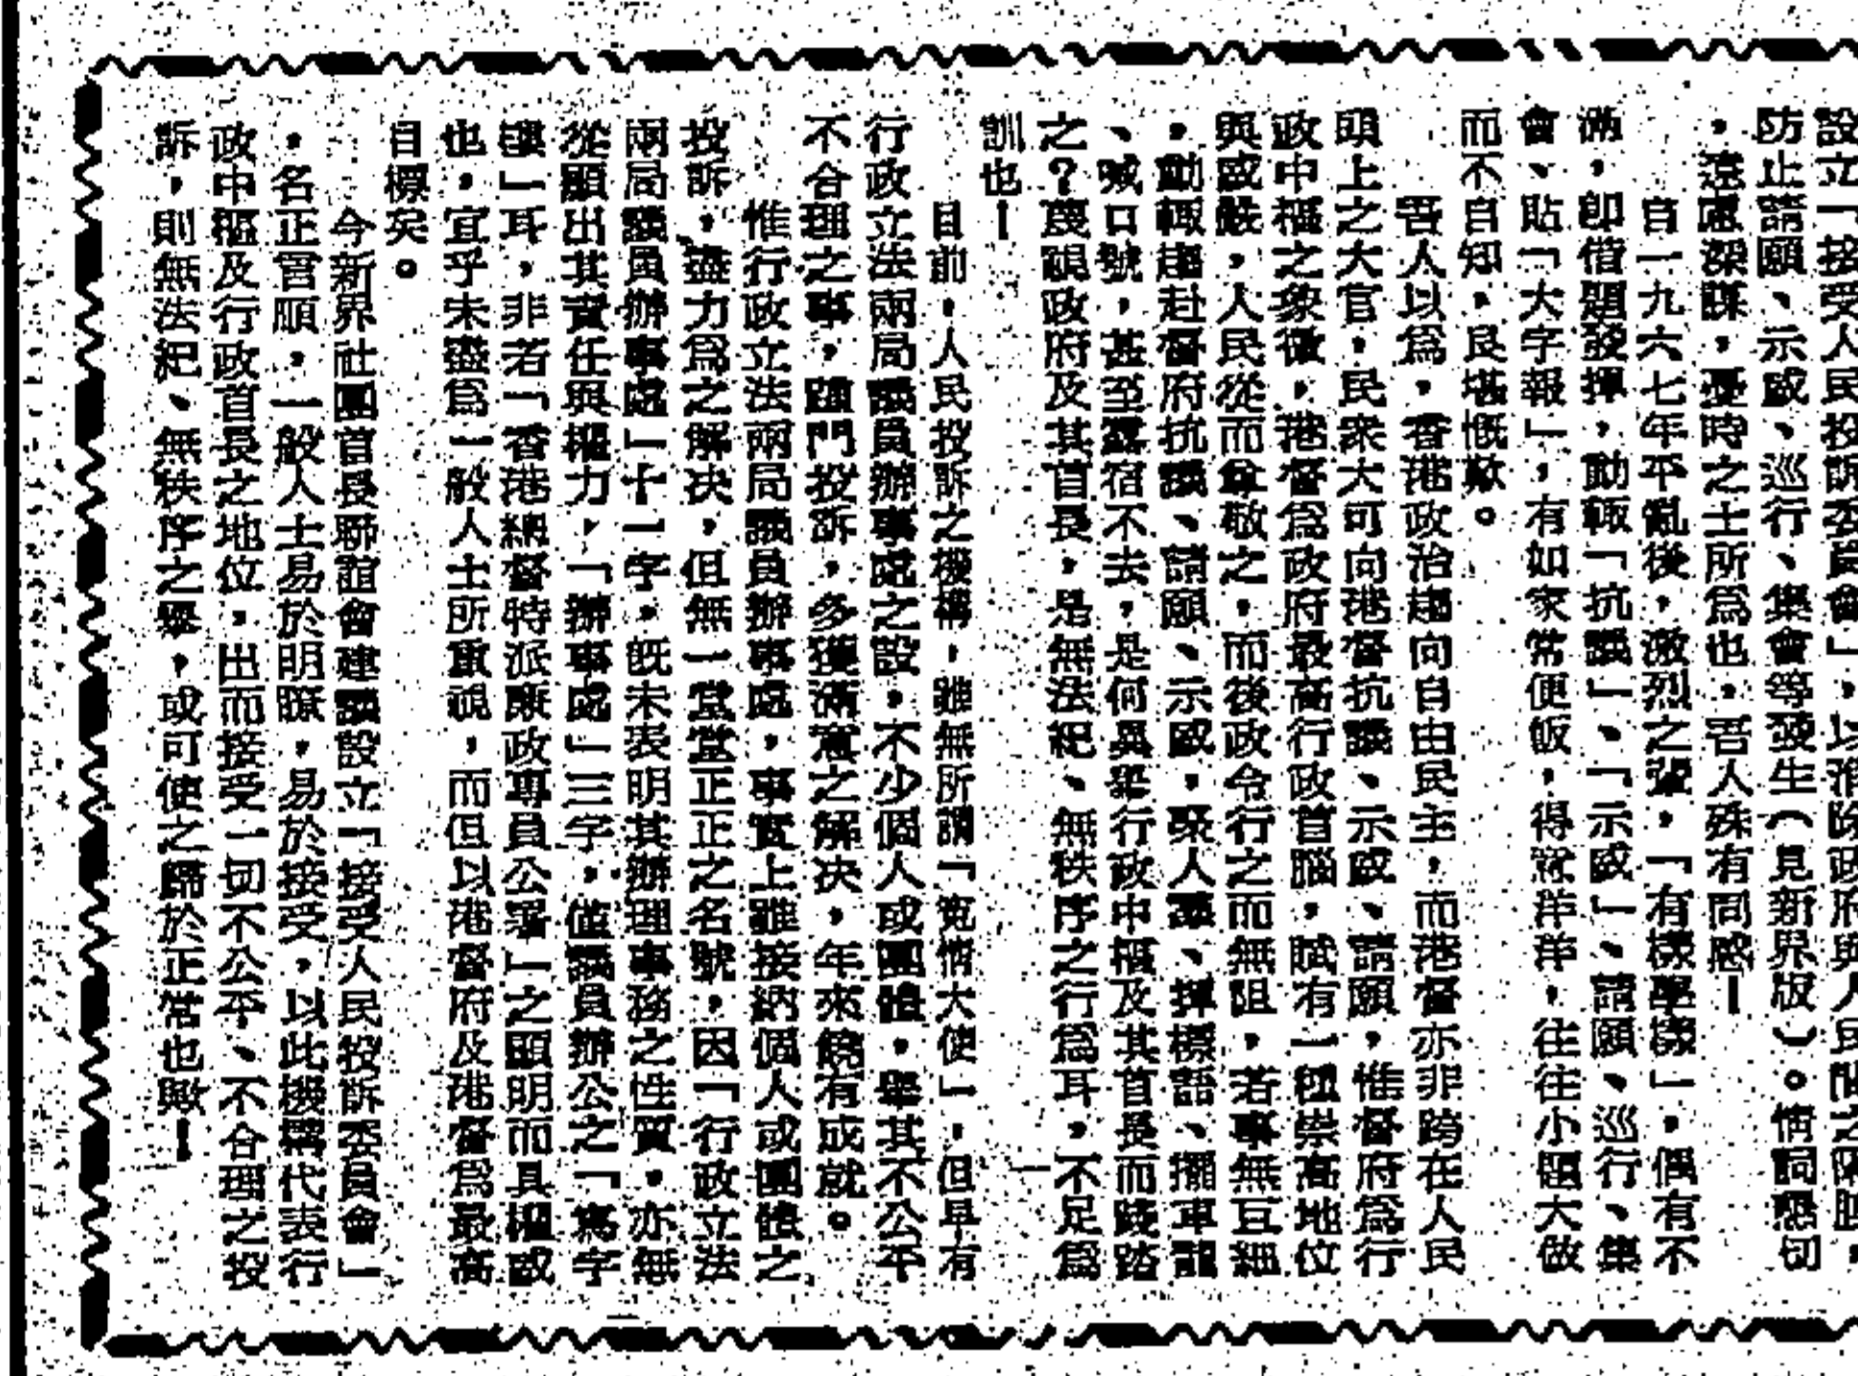 設立「接受人民投訴委員會」，以消除政府與人民間之隔膜，
防止請願、示威、巡行、集會等發生（見新界版）。情詞懇切
，遠慮深謀，憂時之士所爲也，吾人殊有同感！
自一九六七年平亂後，激烈之輩，「有樣學樣」，偶有不
滿，卽借題發揮，動輒「抗議」、「示威」、請願、巡行、集
會、貼「大字報」，有如家常便飯，得意洋洋，往往小題大做
而不自知，良堪慨歎。
吾人以爲，香港政治趨向自由民主，而港督亦非跨在人民
頭上之大官，民衆大可向港督抗議、示威、請願，惟督府爲行
政中樞之象徵，港督爲政府最高行政首腦，賦有一種崇高地位
與威嚴，人民從而尊敬之，而後政令行之而無阻，若事無巨細
，動輒趨赴督府抗議、請願、示威，聚人羣、揮標語、擺車龍
、喊口號，甚至露宿不去，是何異舉行政中樞及其首長而踐踏
之？蔑視政府及其首長，是無法紀、無秩序之行爲耳，不足爲
訓也！
目前，人民投訴之機構，雖無所謂「寃情大使」，但早有
行政立法兩局議員辦事處之設，不少個人或團體，舉其不公平
不合理之事，踵門投訴，多獲滿意之解決，年來饒有成就。
惟行政立法兩局議員辦事處，事實上雖接納個人或團體之
投訴，盡力爲之解決，但無一堂堂正正之名號，因「行政立法
兩局議員辦事處」十一字，旣未表明其辦理事務之性質，亦無
從顯出其責任與權力，「辦事處」三字，値議員辦公之「寫字
樓」耳，非若「香港總督特派廉政專員公署」之顯明而具權威
也，宜乎未盡爲一般人士所重視，而但以港督府及港督爲最高
目標矣。
今新界社團首長聯誼會建議設立「接受人民投訴委員會」
，名正言順，一般人士易於明瞭，易於接受，以此機構代表行
政中樞及行政首長之地位，出而接受一切不公平、不合理之投
訴，則無法紀、無秩序之舉，或可使之歸於正常也歟！